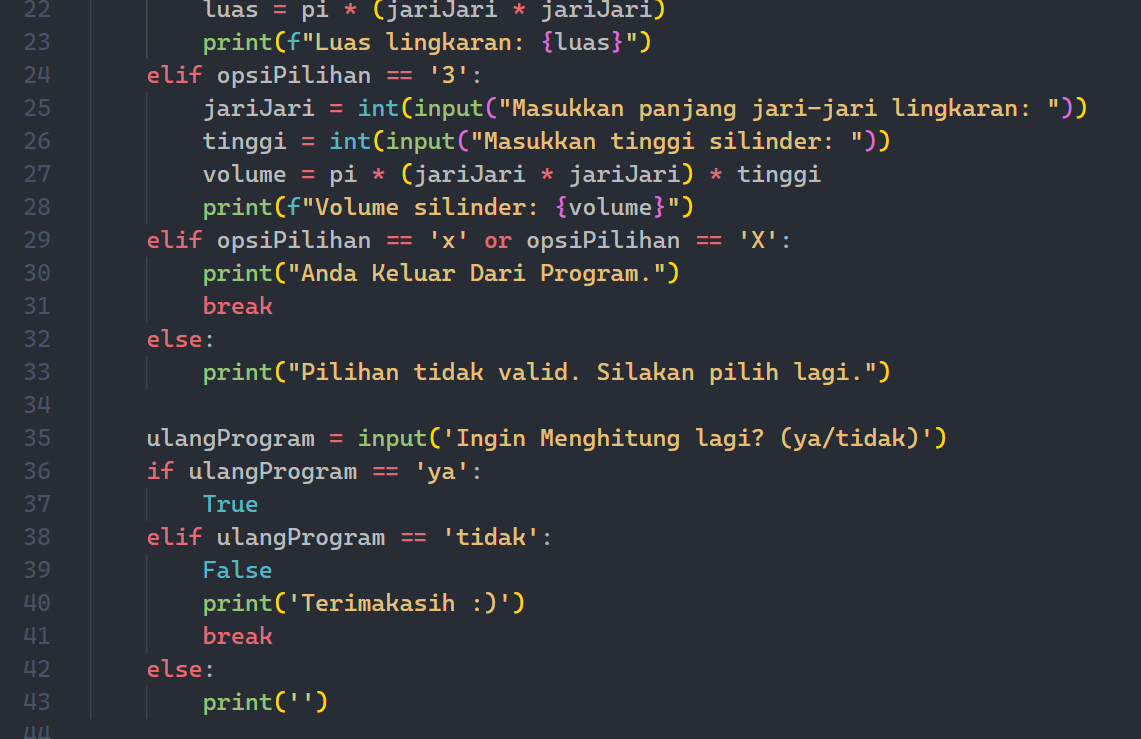 22 luas = pi * (jariJari * jariJari)
23 print(f"Luas lingkaran: {luas}")
24 elif opsiPilihan == '3':
25 jariJari = int(input("Masukkan panjang jari-jari lingkaran: "))
26 tinggi = int(input("Masukkan tinggi silinder: "))
27 volume = pi * (jariJari * jariJari) * tinggi
28 print(f"Volume silinder: {volume}")
29 elif opsiPilihan == 'x' or opsiPilihan == 'X':
30 print("Anda Keluar Dari Program.")
31 break
32 else:
33 print("Pilihan tidak valid. Silakan pilih lagi.")
34
35 ulangProgram = input('Ingin Menghitung lagi? (ya/tidak)')
36 if ulangProgram == 'ya':
37 True
38 elif ulangProgram == 'tidak':
39 False
40 print('Terimakasih :)')
41 break
42 else:
43 print('')
44